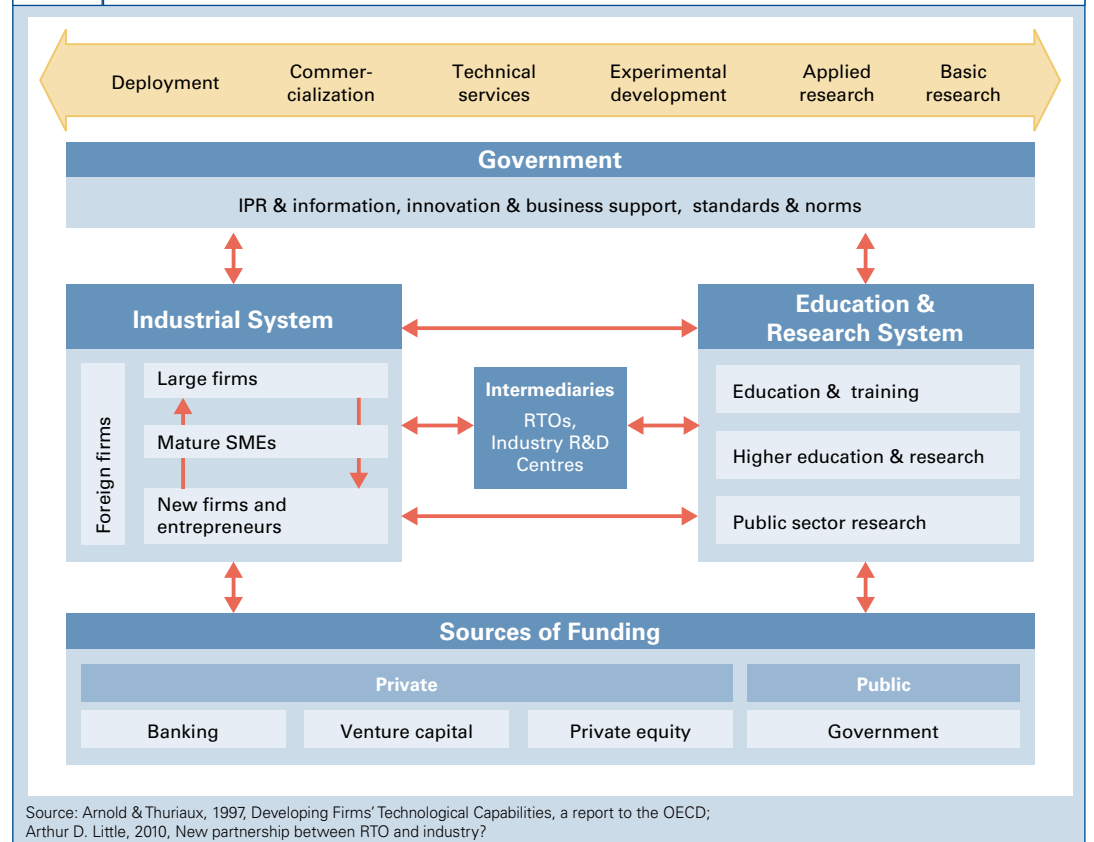 Deployment
Commer-
cialization
Technical
services
Experimental
development
Applied
research
Basic
research
Government
IPR & information, innovation & business support, standards & norms
Industrial System
Education &
Research System
Foreign firms
Large firms
Mature SMEs
New firms and
entrepreneurs
Intermediaries
RTOs,
Industry R&D
Centres
Education & training
Higher education & research
Public sector research
Sources of Funding
Private
Public
Banking
Venture capital
Private equity
Government
Source: Arnold & Thuriaux, 1997, Developing Firms' Technological Capabilities, a report to the OECD;
Arthur D. Little, 2010, New partnership between RTO and industry?